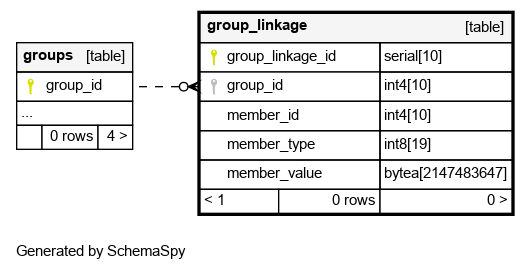 groups [table]
group_id
...
0 rows 4 >
group_linkage [table]
group_linkage_id serial[10]
group_id int4[10]
member_id int4[10]
member_type int8[19]
member_value bytea[2147483647]
< 1 0 rows 0 >
Generated by SchemaSpy